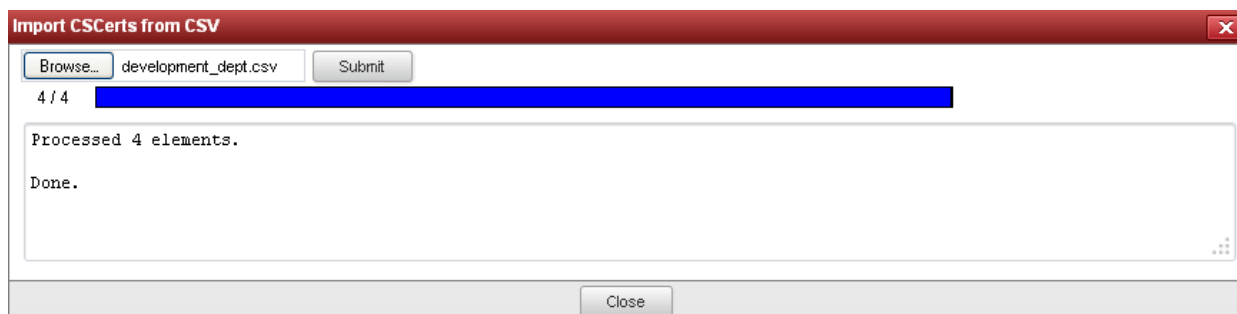 Import CSCerts from CSV
Browse... development_dept.csv Submit
4 / 4
Processed 4 elements.
Done.
Close